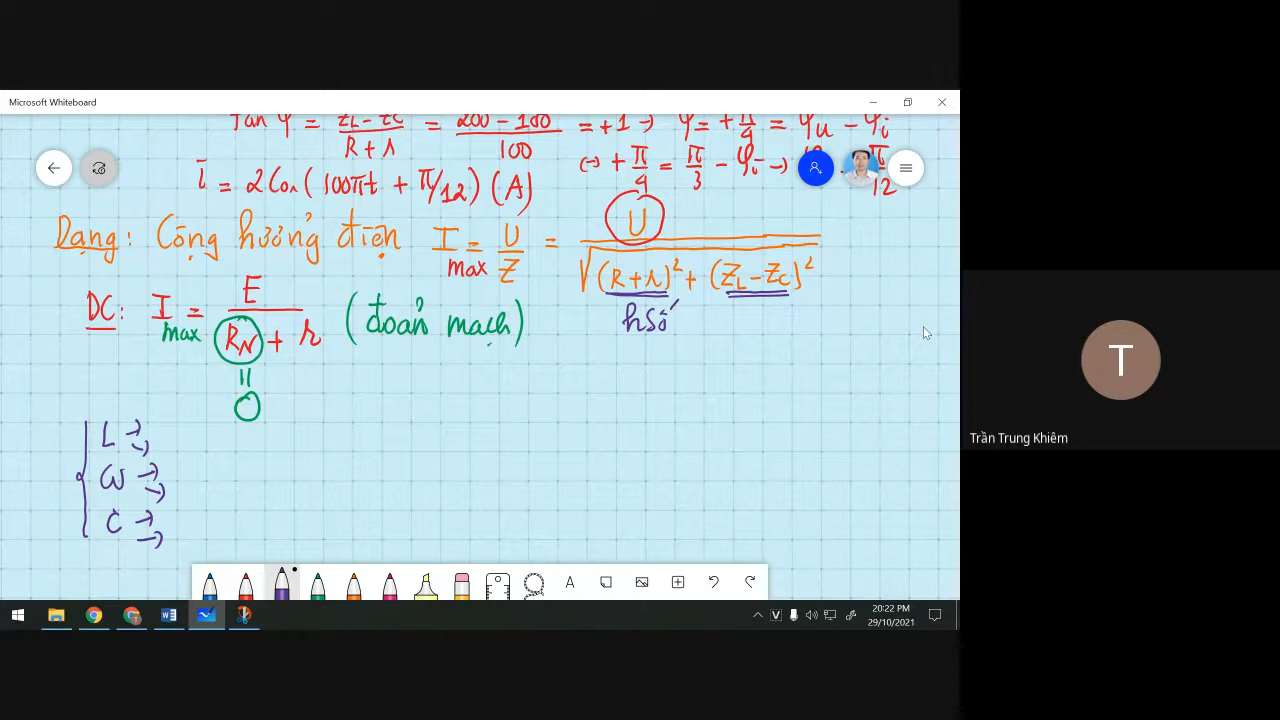 Microsoft Whiteboard
tan φ = ZL - ZC / R + r = 200 - 100 / 100 = +1 → φ = + π/4 = φu - φi
(→ + π/4 = π/3 - φi → π/12
i = 2 Cos (100πt + π/12) (A)
Dạng: Cộng hưởng điện I max = U/Z = U / √(R+r)² + (ZL - ZC)²
DC: I max = E / RN + r (đoản mạch)
hsố
=
O
L →→
ω →→
C →→
T
Trần Trung Khiêm
A
V
20:22 PM
29/10/2021